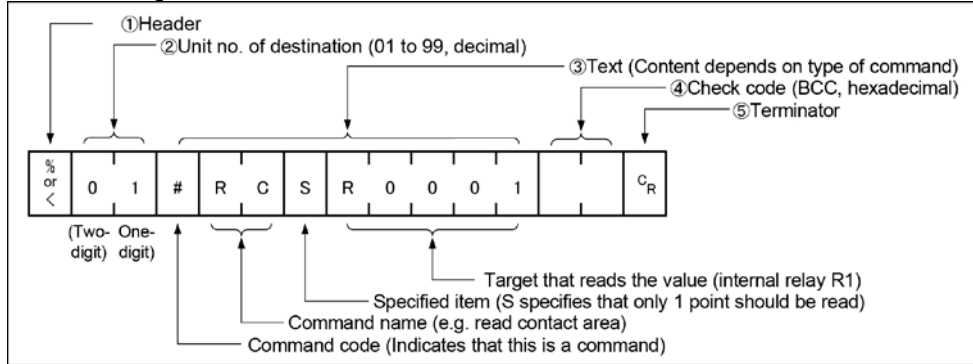 ①Header
②Unit no. of destination (01 to 99, decimal)
③Text (Content depends on type of command)
④Check code (BCC, hexadecimal)
⑤Terminator
% or < 0 1 # R C S R 0 0 0 1 CR
(Two-digit) One-digit)
Target that reads the value (internal relay R1)
Specified item (S specifies that only 1 point should be read)
Command name (e.g. read contact area)
Command code (Indicates that this is a command)